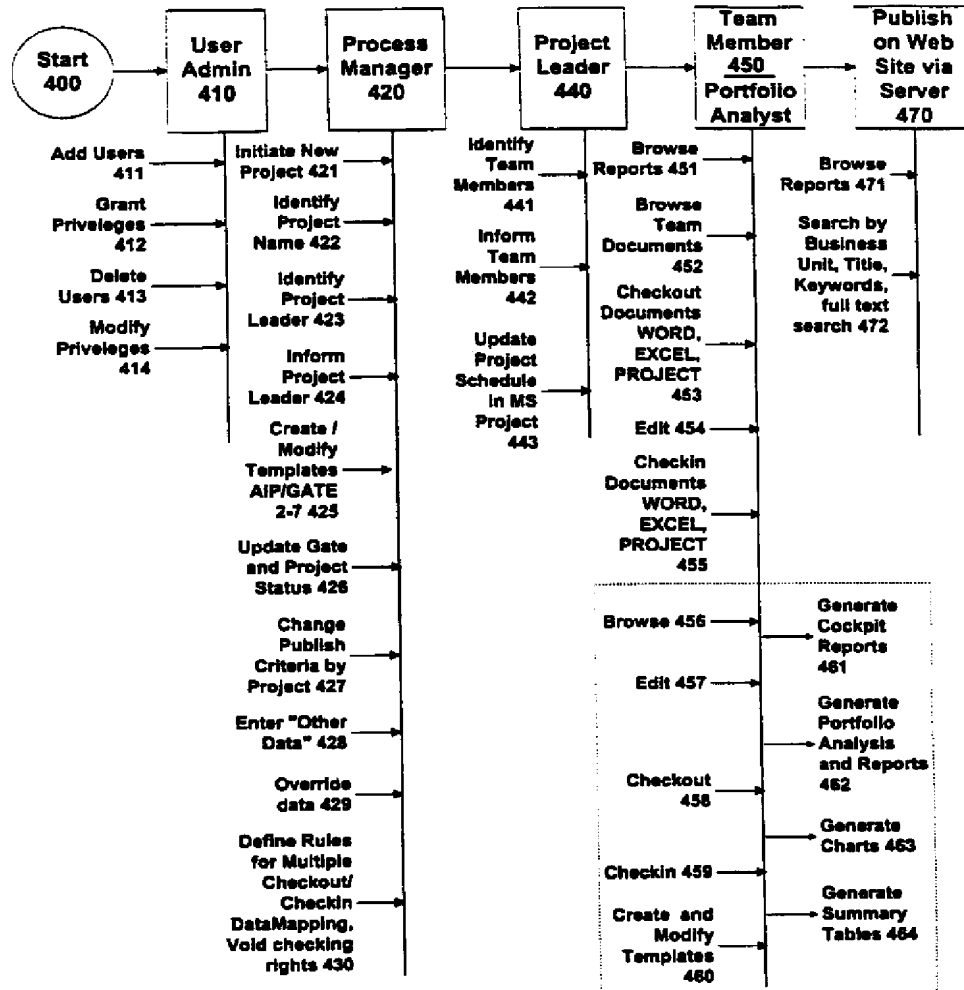 Start
400
User
Admin
410
Process
Manager
420
Project
Leader
440
Team
Member
450
Portfolio
Analyst
Publish
on Web
Site via
Server
470
Add Users
411
Grant
Priveleges
412
Delete
Users 413
Modify
Priveleges
414
Initiate New
Project 421
Identify
Project
Name 422
Identify
Project
Leader 423
Inform
Project
Leader 424
Create /
Modify
Templates
AIP/GATE
2-7 425
Update Gate
and Project
Status 426
Change
Publish
Criteria by
Project 427
Enter "Other
Data" 428
Override
data 429
Define Rules
for Multiple
Checkout/
Checkin
DataMapping,
Void checking
rights 430
Identify
Team
Members
441
Inform
Team
Members
442
Update Project
Schedule
in MS
Project
443
Browse
Reports 451
Browse
Team
Documents
452
Checkout
Documents
WORD,
EXCEL,
PROJECT
453
Edit 454
Checkin
Documents
WORD,
EXCEL,
PROJECT
455
Browse 456
Edit 457
Checkout
458
Checkin 459
Create and
Modify
Templates
460
Generate
Cockpit
Reports
461
Generate
Portfolio
Analysis
and Reports
462
Generate
Charts 463
Generate
Summary
Tables 464
Browse
Reports 471
Search by
Business
Unit, Title,
Keywords,
full text
search 472